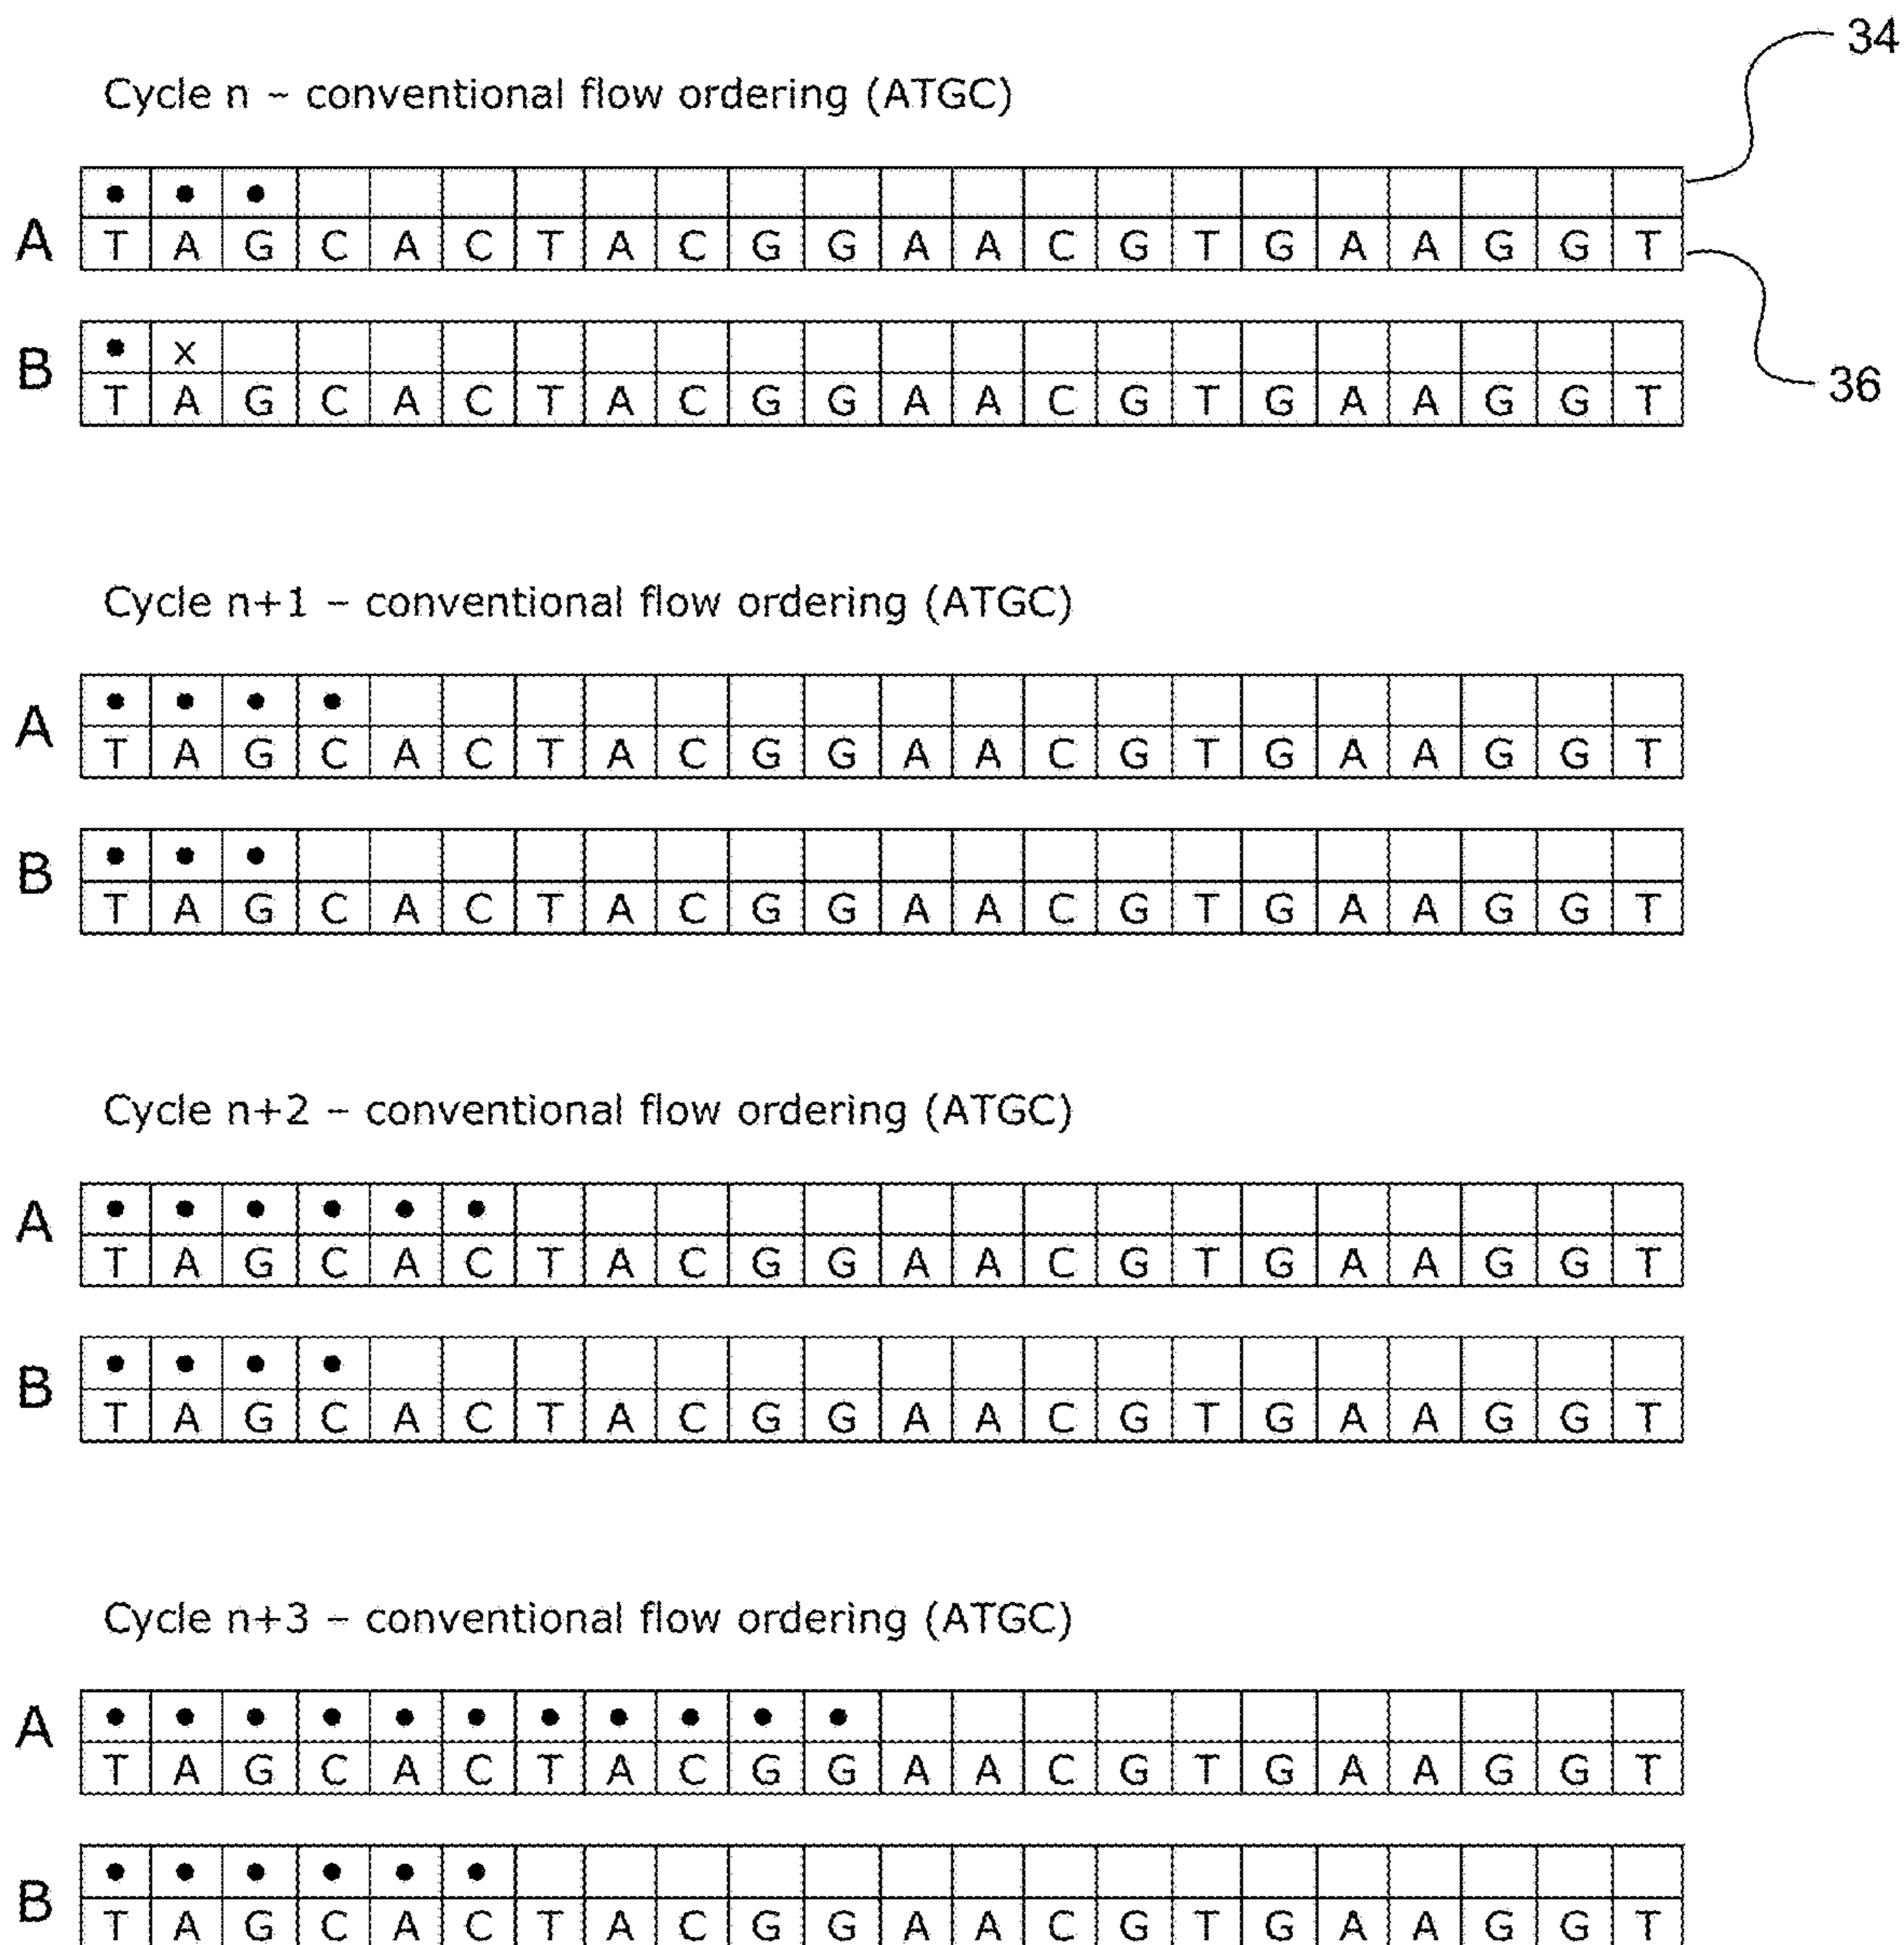 34
Cycle n – conventional flow ordering (ATGC)
• • •
A T A G C A C T A C G G A A C G T G A A G G T
• x
B T A G C A C T A C G G A A C G T G A A G G T
36
Cycle n+1 – conventional flow ordering (ATGC)
• • • •
A T A G C A C T A C G G A A C G T G A A G G T
• • •
B T A G C A C T A C G G A A C G T G A A G G T
Cycle n+2 – conventional flow ordering (ATGC)
• • • • • •
A T A G C A C T A C G G A A C G T G A A G G T
• • • •
B T A G C A C T A C G G A A C G T G A A G G T
Cycle n+3 – conventional flow ordering (ATGC)
• • • • • • • • • • •
A T A G C A C T A C G G A A C G T G A A G G T
• • • • • •
B T A G C A C T A C G G A A C G T G A A G G T